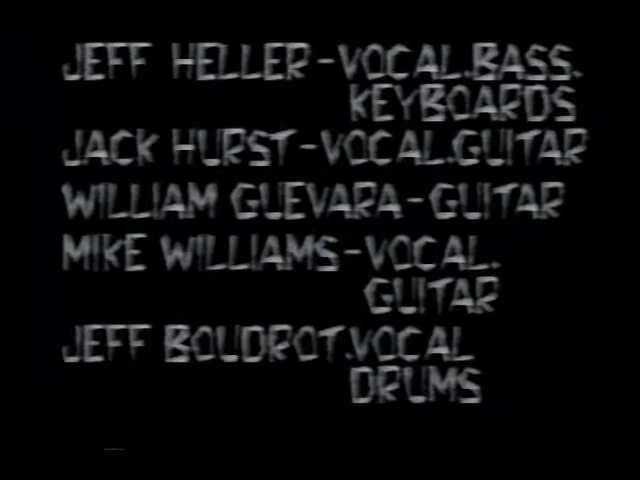 JEFF HELLER-VOCAL.BASS.
KEYBOARDS
JACK HURST-VOCAL.GUITAR
WILLIAM GUEVARA-GUITAR
MIKE WILLIAMS-VOCAL.
GUITAR
JEFF BOUDROT.VOCAL
DRUMS